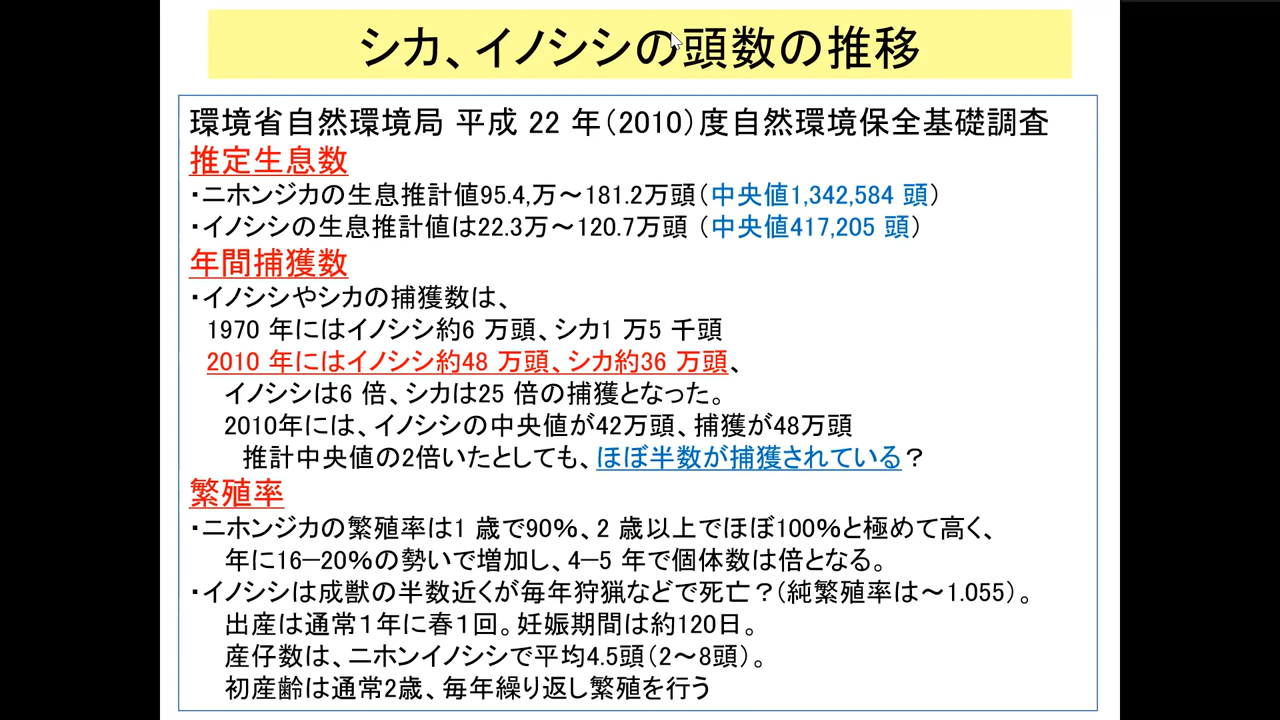 シカ、イノシシの頭数の推移
環境省自然環境局 平成 22 年（2010）度自然環境保全基礎調査
推定生息数
・ニホンジカの生息推計値95.4,万～181.2万頭（中央値1,342,584 頭）
・イノシシの生息推計値は22.3万～120.7万頭 （中央値417,205 頭）
年間捕獲数
・イノシシやシカの捕獲数は、
1970 年にはイノシシ約6 万頭、シカ1 万5 千頭
2010 年にはイノシシ約48 万頭、シカ約36 万頭、
イノシシは6 倍、シカは25 倍の捕獲となった。
2010年には、イノシシの中央値が42万頭、捕獲が48万頭
推計中央値の2倍いたとしても、ほぼ半数が捕獲されている？
繁殖率
・ニホンジカの繁殖率は1 歳で90％、2 歳以上でほぼ100％と極めて高く、
年に16－20％の勢いで増加し、4－5 年で個体数は倍となる。
・イノシシは成獣の半数近くが毎年狩猟などで死亡？（純繁殖率は～1.055）。
出産は通常１年に春１回。妊娠期間は約120日。
産仔数は、ニホンイノシシで平均4.5頭（2～8頭）。
初産齢は通常2歳、毎年繰り返し繁殖を行う